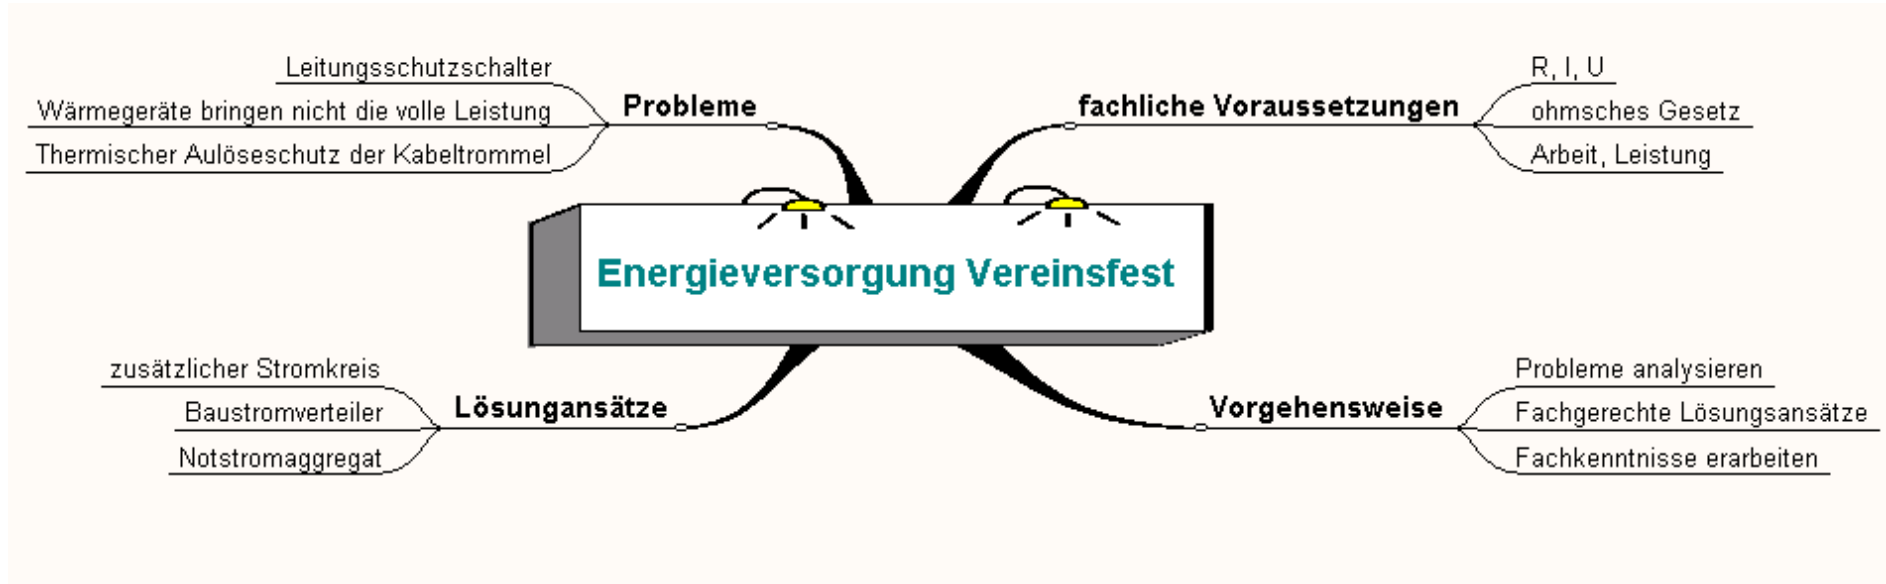 Leitungsschutzschalter
Wärmegeräte bringen nicht die volle Leistung
Thermischer Aulöseschutz der Kabeltrommel
Probleme
fachliche Voraussetzungen
R, I, U
ohmsches Gesetz
Arbeit, Leistung
Energieversorgung Vereinsfest
zusätzlicher Stromkreis
Baustromverteiler
Notstromaggregat
Lösungansätze
Vorgehensweise
Probleme analysieren
Fachgerechte Lösungsansätze
Fachkenntnisse erarbeiten